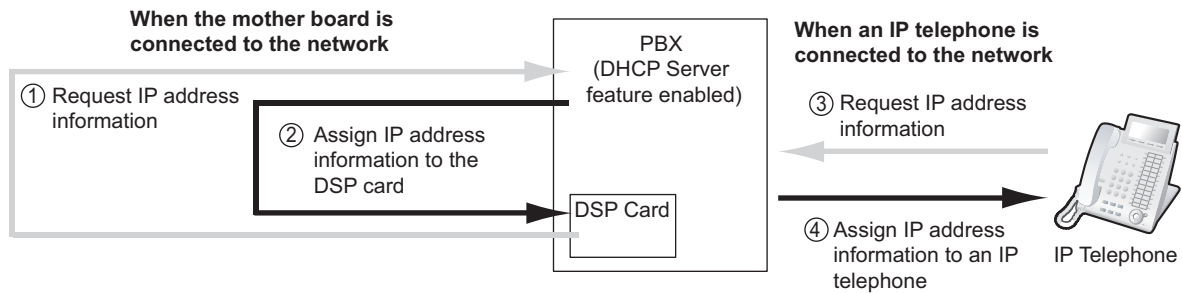 When the mother board is
connected to the network
① Request IP address
information
② Assign IP address
information to the
DSP card
PBX
(DHCP Server
feature enabled)
DSP Card
When an IP telephone is
connected to the network
③ Request IP address
information
④ Assign IP address
information to an IP
telephone
IP Telephone